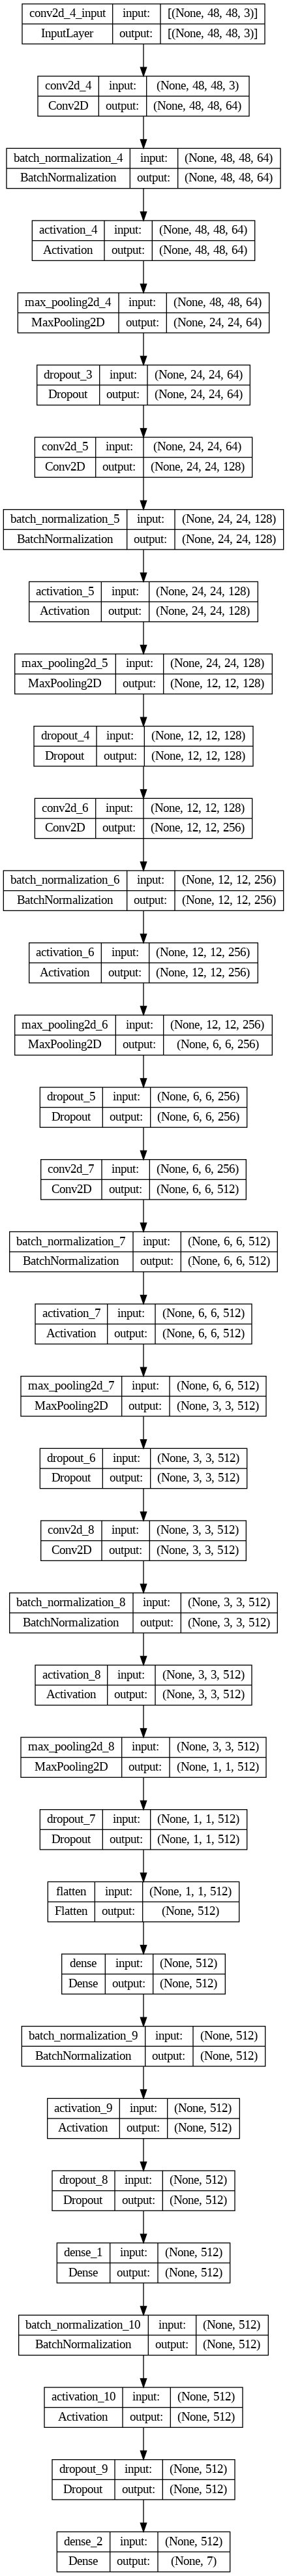 conv2d_4_input input: [(None, 48, 48, 3)]
InputLayer output: [(None, 48, 48, 3)]
conv2d_4 input: (None, 48, 48, 3)
Conv2D output: (None, 48, 48, 64)
batch_normalization_4 input: (None, 48, 48, 64)
BatchNormalization output: (None, 48, 48, 64)
activation_4 input: (None, 48, 48, 64)
Activation output: (None, 48, 48, 64)
max_pooling2d_4 input: (None, 48, 48, 64)
MaxPooling2D output: (None, 24, 24, 64)
dropout_3 input: (None, 24, 24, 64)
Dropout output: (None, 24, 24, 64)
conv2d_5 input: (None, 24, 24, 64)
Conv2D output: (None, 24, 24, 128)
batch_normalization_5 input: (None, 24, 24, 128)
BatchNormalization output: (None, 24, 24, 128)
activation_5 input: (None, 24, 24, 128)
Activation output: (None, 24, 24, 128)
max_pooling2d_5 input: (None, 24, 24, 128)
MaxPooling2D output: (None, 12, 12, 128)
dropout_4 input: (None, 12, 12, 128)
Dropout output: (None, 12, 12, 128)
conv2d_6 input: (None, 12, 12, 128)
Conv2D output: (None, 12, 12, 256)
batch_normalization_6 input: (None, 12, 12, 256)
BatchNormalization output: (None, 12, 12, 256)
activation_6 input: (None, 12, 12, 256)
Activation output: (None, 12, 12, 256)
max_pooling2d_6 input: (None, 12, 12, 256)
MaxPooling2D output: (None, 6, 6, 256)
dropout_5 input: (None, 6, 6, 256)
Dropout output: (None, 6, 6, 256)
conv2d_7 input: (None, 6, 6, 256)
Conv2D output: (None, 6, 6, 512)
batch_normalization_7 input: (None, 6, 6, 512)
BatchNormalization output: (None, 6, 6, 512)
activation_7 input: (None, 6, 6, 512)
Activation output: (None, 6, 6, 512)
max_pooling2d_7 input: (None, 6, 6, 512)
MaxPooling2D output: (None, 3, 3, 512)
dropout_6 input: (None, 3, 3, 512)
Dropout output: (None, 3, 3, 512)
conv2d_8 input: (None, 3, 3, 512)
Conv2D output: (None, 3, 3, 512)
batch_normalization_8 input: (None, 3, 3, 512)
BatchNormalization output: (None, 3, 3, 512)
activation_8 input: (None, 3, 3, 512)
Activation output: (None, 3, 3, 512)
max_pooling2d_8 input: (None, 3, 3, 512)
MaxPooling2D output: (None, 1, 1, 512)
dropout_7 input: (None, 1, 1, 512)
Dropout output: (None, 1, 1, 512)
flatten input: (None, 1, 1, 512)
Flatten output: (None, 512)
dense input: (None, 512)
Dense output: (None, 512)
batch_normalization_9 input: (None, 512)
BatchNormalization output: (None, 512)
activation_9 input: (None, 512)
Activation output: (None, 512)
dropout_8 input: (None, 512)
Dropout output: (None, 512)
dense_1 input: (None, 512)
Dense output: (None, 512)
batch_normalization_10 input: (None, 512)
BatchNormalization output: (None, 512)
activation_10 input: (None, 512)
Activation output: (None, 512)
dropout_9 input: (None, 512)
Dropout output: (None, 512)
dense_2 input: (None, 512)
Dense output: (None, 7)